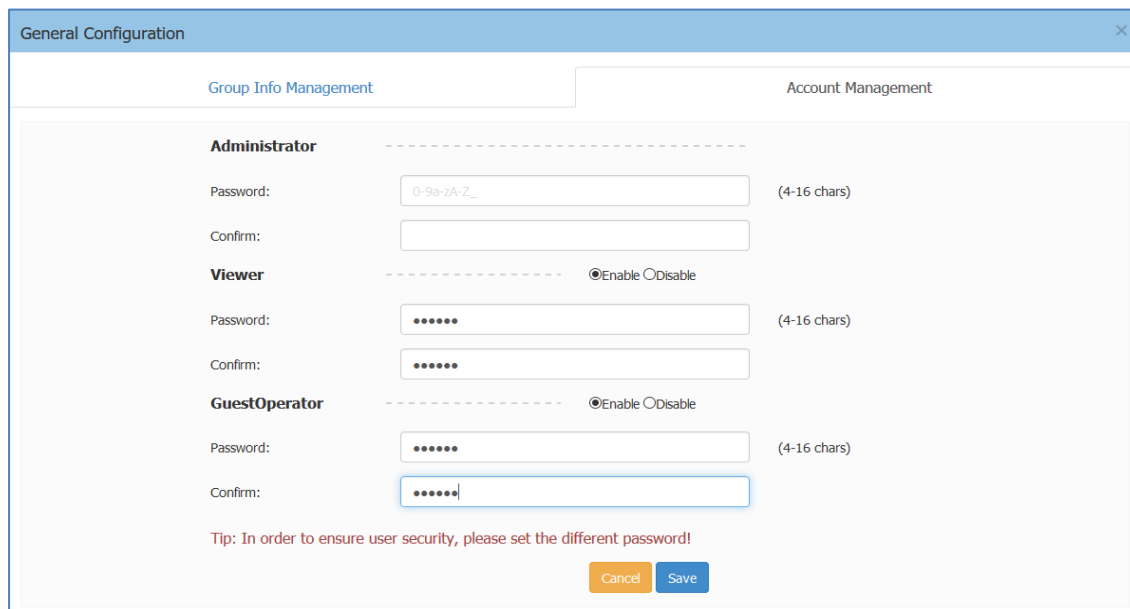 General Configuration ×
Group Info Management Account Management
Administrator
Password: 0-9a-zA-Z_ (4-16 chars)
Confirm:
Viewer Enable Disable
Password: •••••• (4-16 chars)
Confirm: ••••••
GuestOperator Enable Disable
Password: •••••• (4-16 chars)
Confirm: ••••••
Tip: In order to ensure user security, please set the different password!
Cancel Save